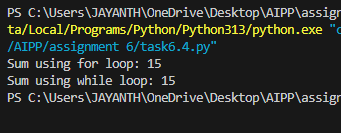 PS C:\Users\JAYANTH\OneDrive\Desktop\AIPP\assign
ta/Local/Programs/Python/Python313/python.exe "c
/AIPP/assignment 6/task6.4.py"
Sum using for loop: 15
Sum using while loop: 15
PS C:\Users\JAYANTH\OneDrive\Desktop\AIPP\assign